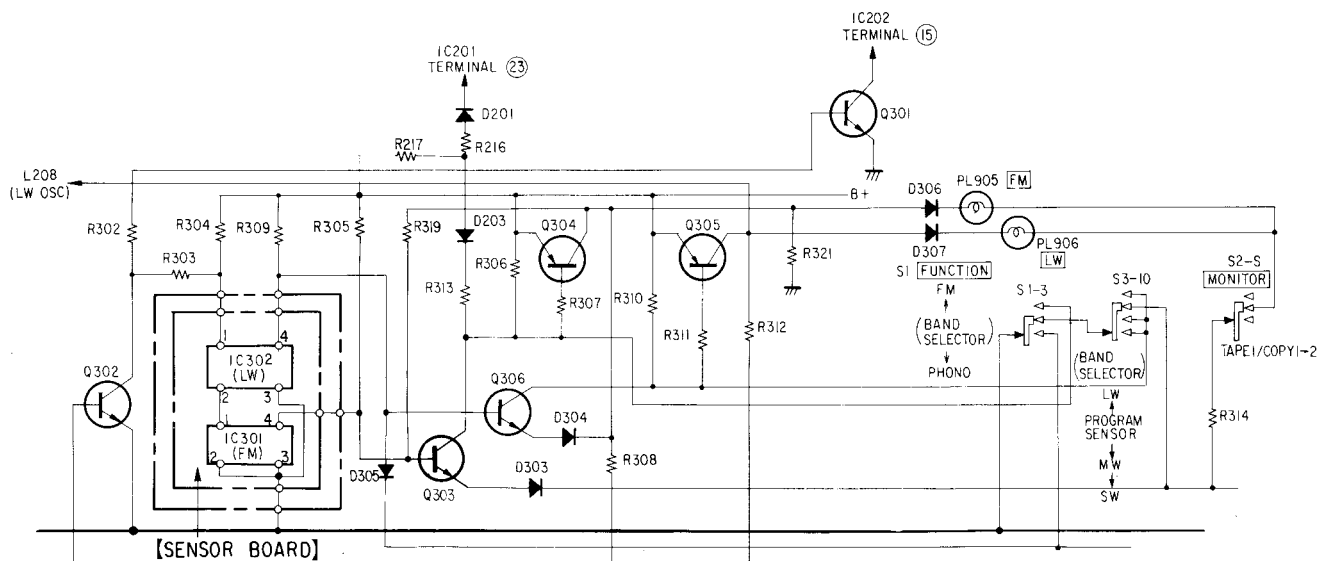 IC202
TERMINAL ⑮
IC201
TERMINAL ㉓
D201
Q301
R217
R216
L208
(LW OSC)
B+
D306
PL905 FM
R302
R304
R309
R305
R319
D203
Q304
Q305
D307
PL906
LW
R303
R306
R321
S1 FUNCTION
S2-S
MONITOR
R313
R307
R310
FM
S1-3
S3-10
R311
R312
(BAND SELECTOR)
1 4
IC302
(LW)
2 3
TAPE1/COPY1-2
Q302
Q306
PHONO
(BAND SELECTOR)
LW
1 4
IC301
(FM)
2 3
D304
PROGRAM
SENSOR
R314
D305
Q303
D303
R308
MW
SW
【SENSOR BOARD】